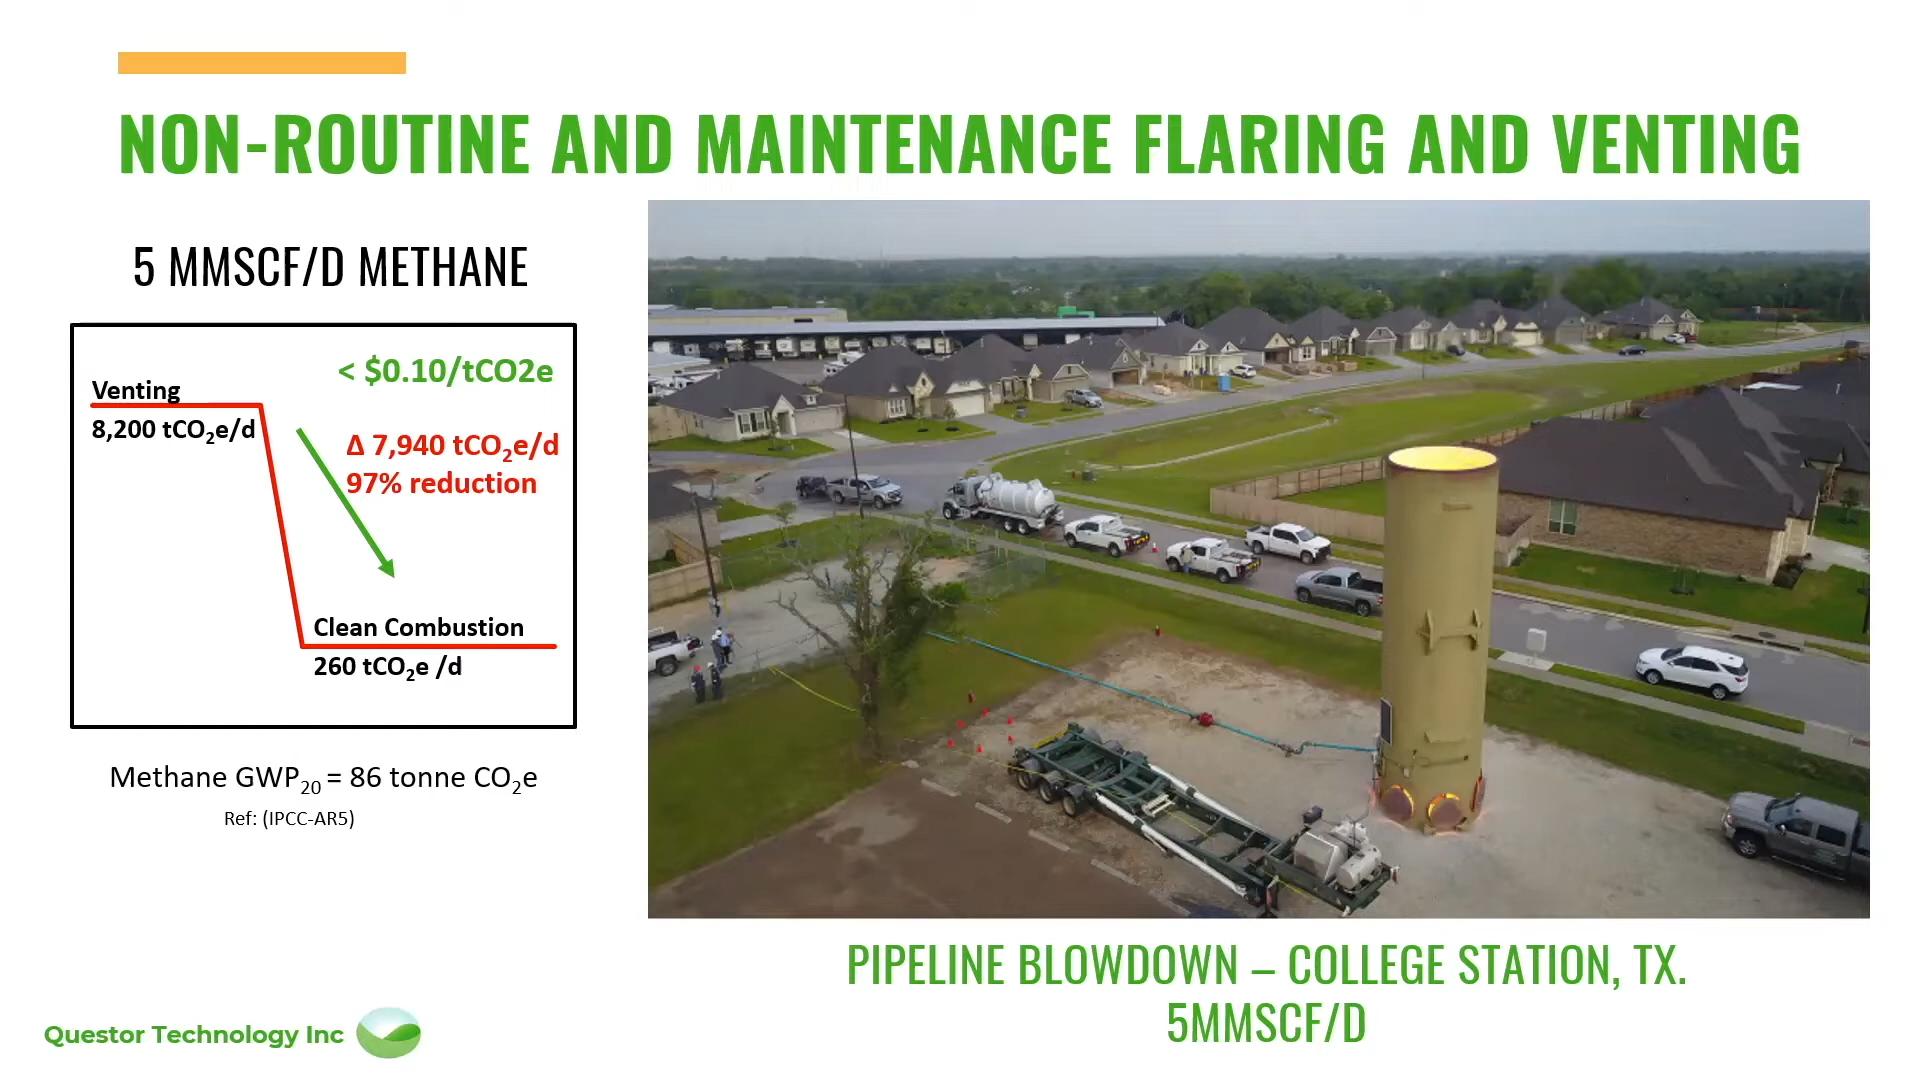 NON-ROUTINE AND MAINTENANCE FLARING AND VENTING
5 MMSCF/D METHANE
< $0.10/tCO2e
Venting
8,200 tCO₂e/d
Δ 7,940 tCO₂e/d
97% reduction
Clean Combustion
260 tCO₂e /d
Methane GWP₂₀ = 86 tonne CO₂e
Ref: (IPCC-AR5)
PIPELINE BLOWDOWN – COLLEGE STATION, TX.
5MMSCF/D
Questor Technology Inc